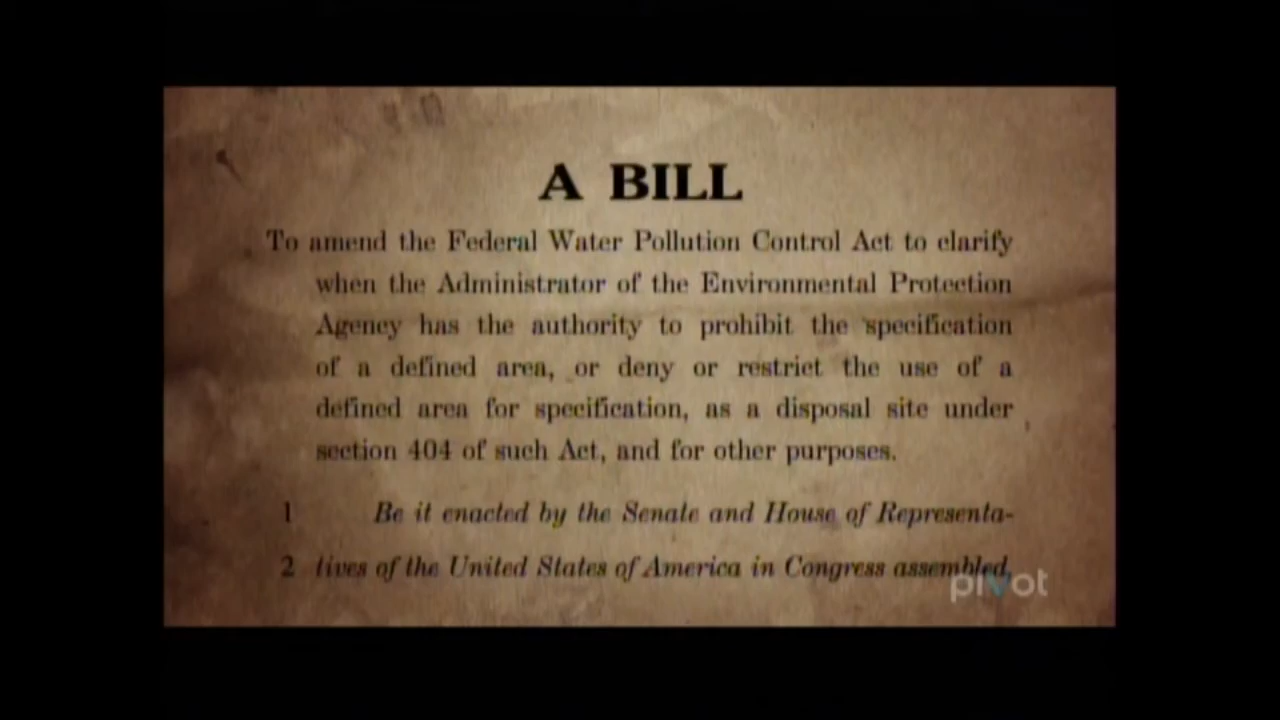 A BILL
To amend the Federal Water Pollution Control Act to clarify
when the Administrator of the Environmental Protection
Agency has the authority to prohibit the specification
of a defined area, or deny or restrict the use of a
defined area for specification, as a disposal site under
section 404 of such Act, and for other purposes.
1 Be it enacted by the Senate and House of Representa-
2 tives of the United States of America in Congress assembled,
pivot